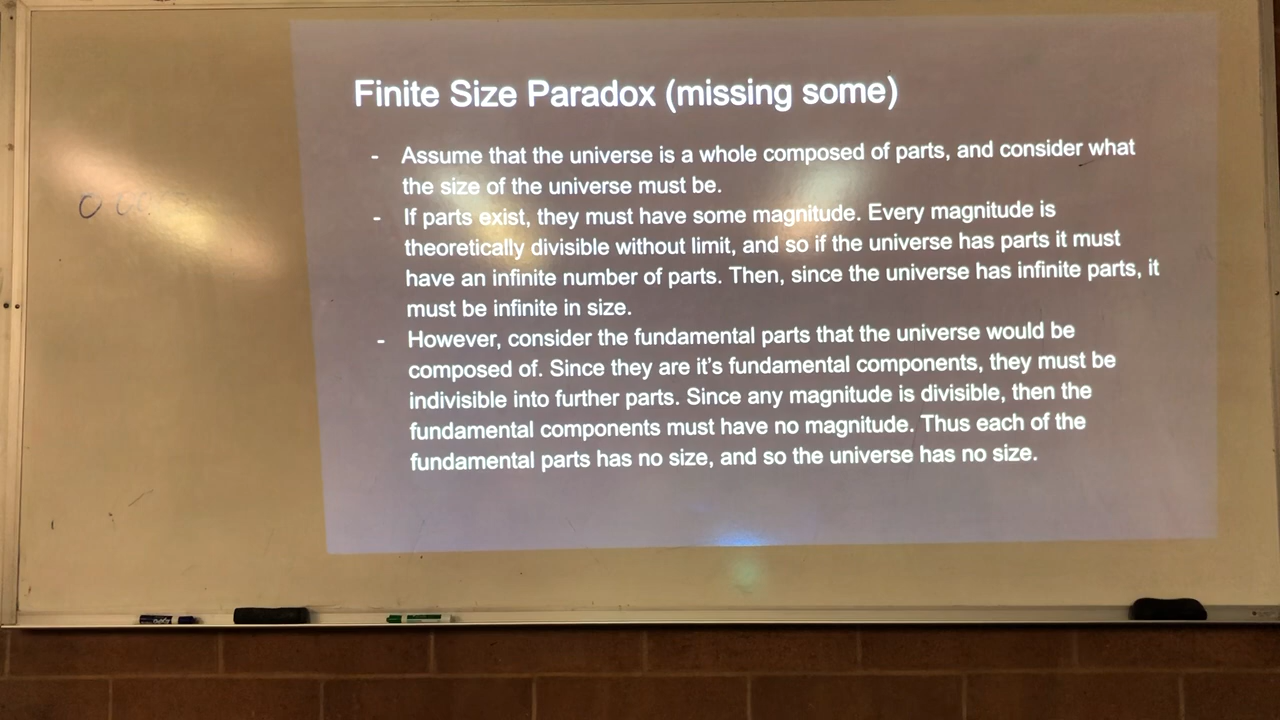 Finite Size Paradox (missing some)
- Assume that the universe is a whole composed of parts, and consider what
the size of the universe must be.
- If parts exist, they must have some magnitude. Every magnitude is
theoretically divisible without limit, and so if the universe has parts it must
have an infinite number of parts. Then, since the universe has infinite parts, it
must be infinite in size.
- However, consider the fundamental parts that the universe would be
composed of. Since they are it's fundamental components, they must be
indivisible into further parts. Since any magnitude is divisible, then the
fundamental components must have no magnitude. Thus each of the
fundamental parts has no size, and so the universe has no size.